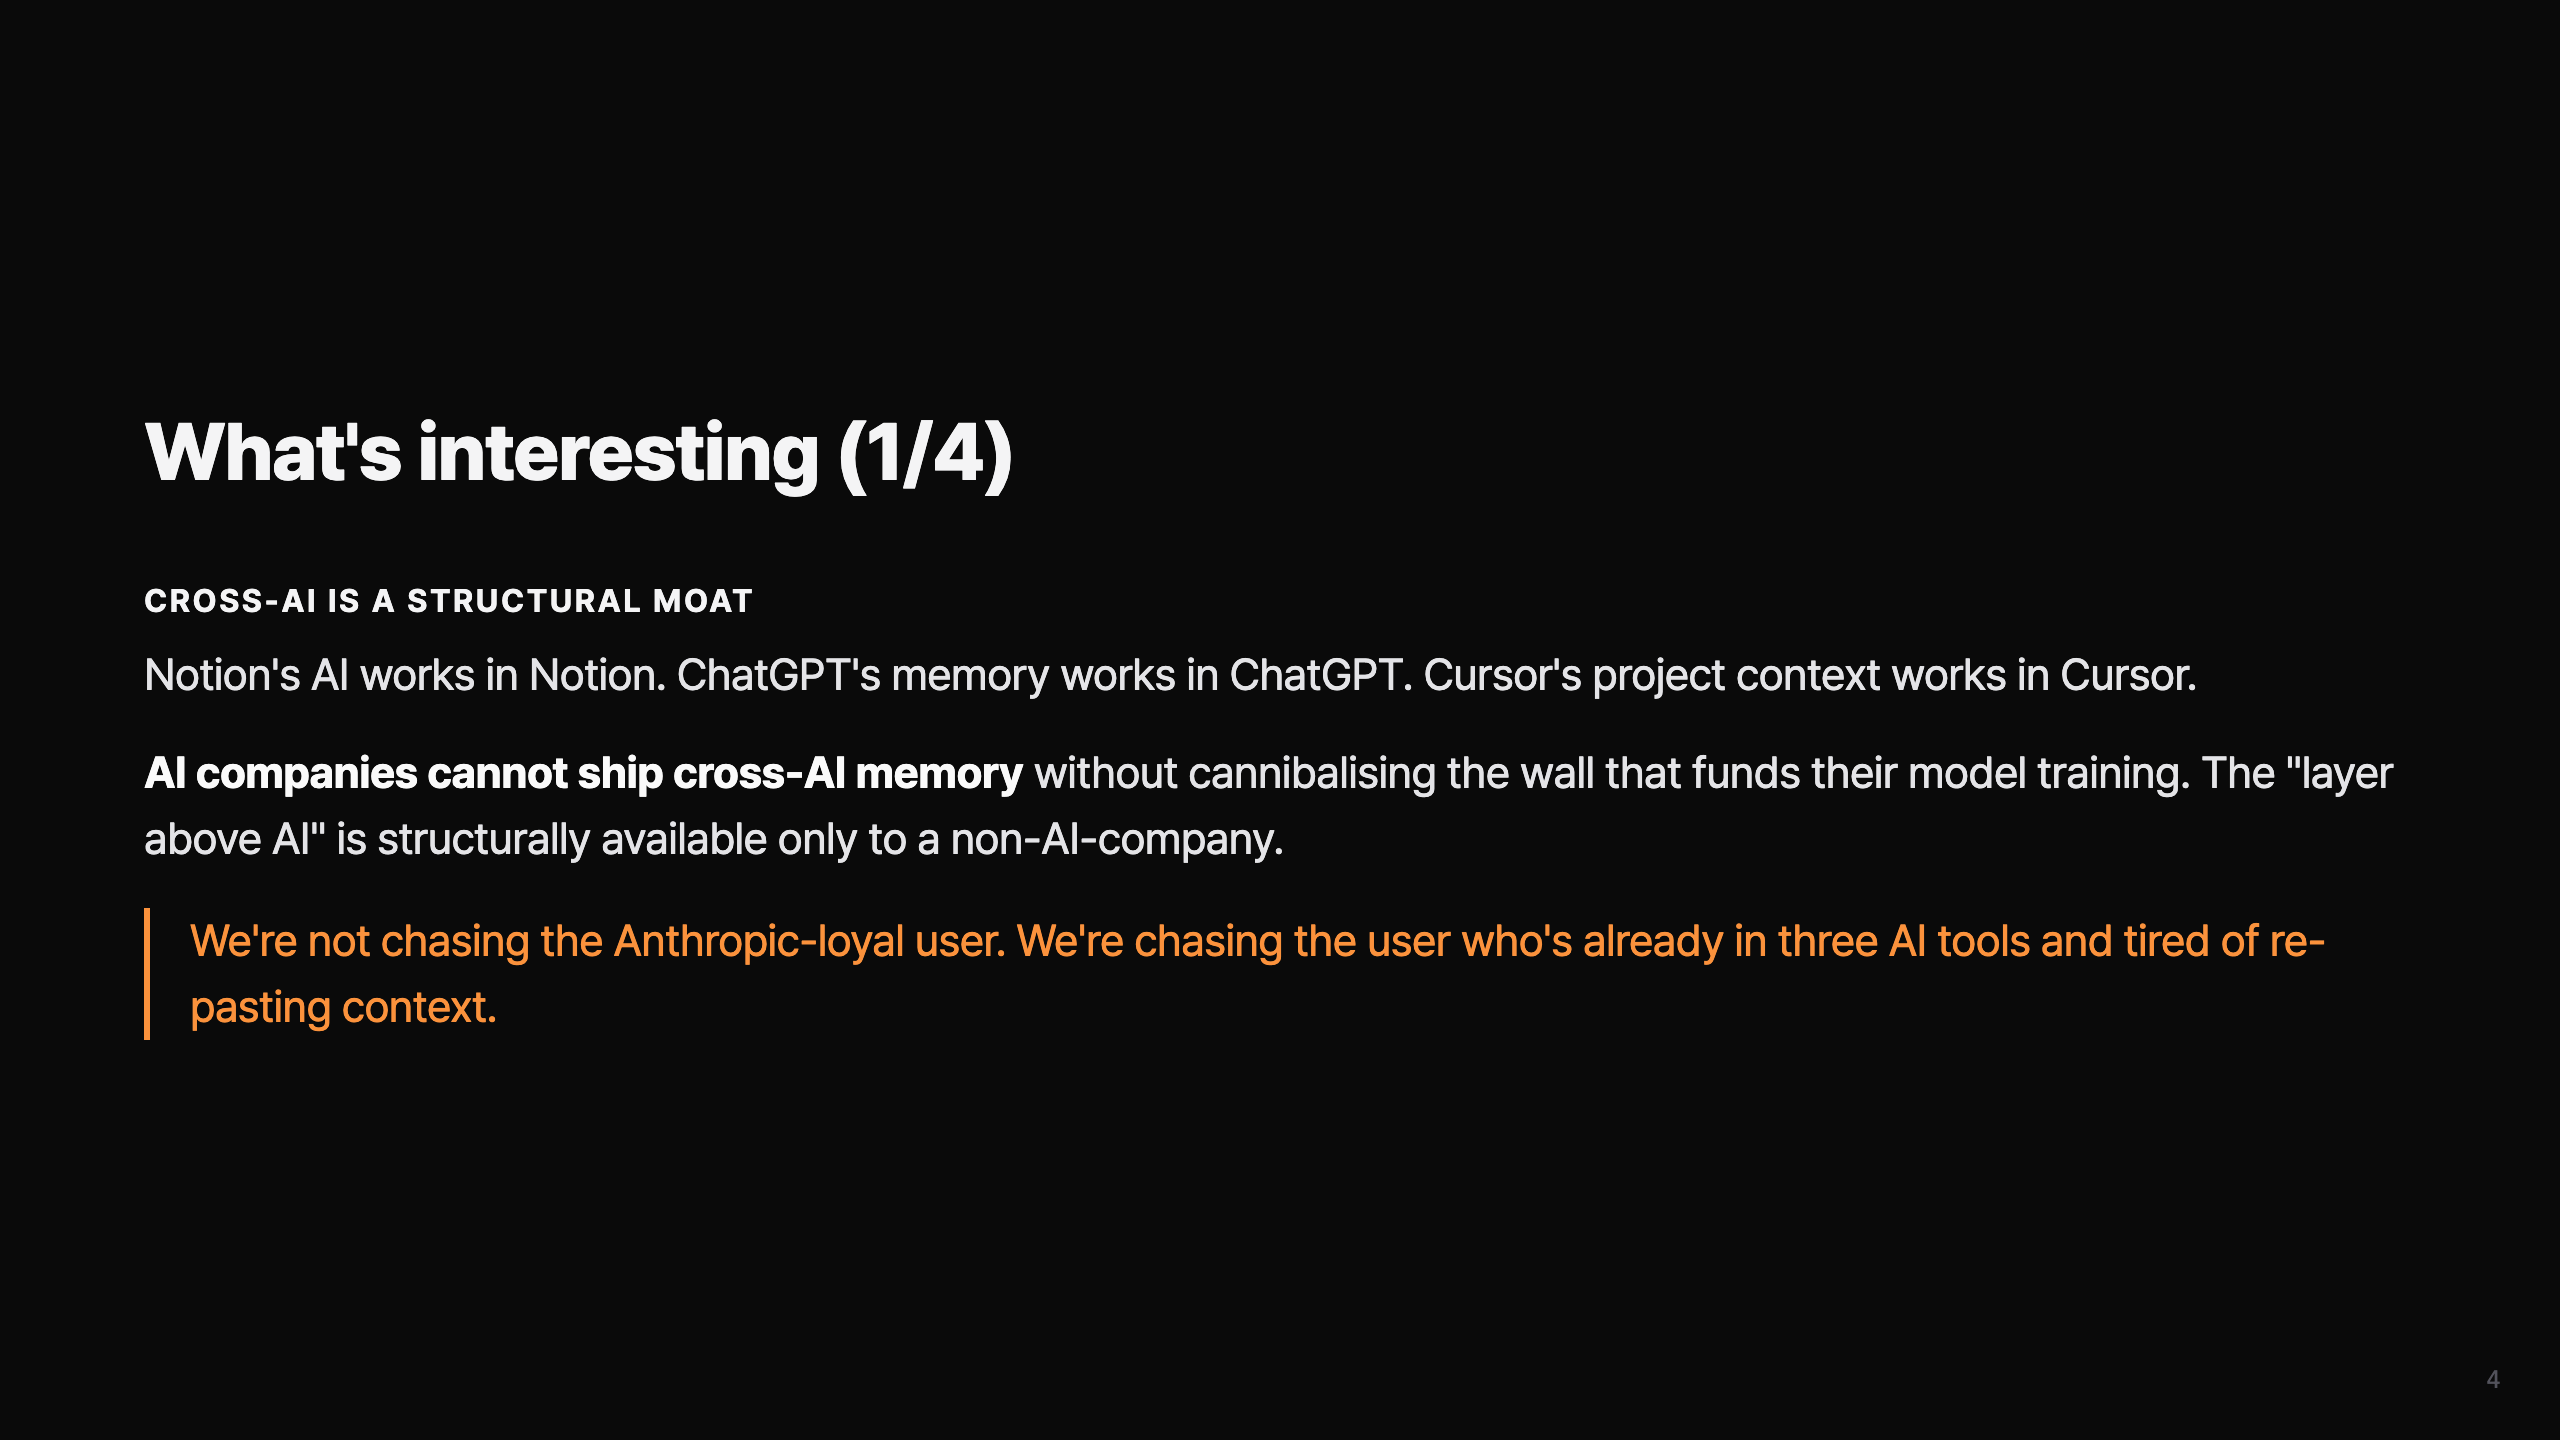 What's interesting (1/4)
CROSS-AI IS A STRUCTURAL MOAT
Notion's AI works in Notion. ChatGPT's memory works in ChatGPT. Cursor's project context works in Cursor.
AI companies cannot ship cross-AI memory without cannibalising the wall that funds their model training. The "layer
above AI" is structurally available only to a non-AI-company.
We're not chasing the Anthropic-loyal user. We're chasing the user who's already in three AI tools and tired of re-
pasting context.
4